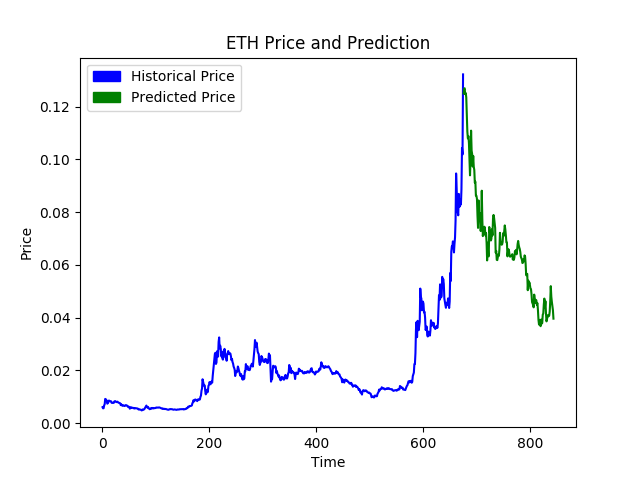 ETH Price and Prediction
Historical Price
Predicted Price
0.12
0.10
0.08
0.06
0.04
0.02
0.00
Price
0
200
400
600
800
Time